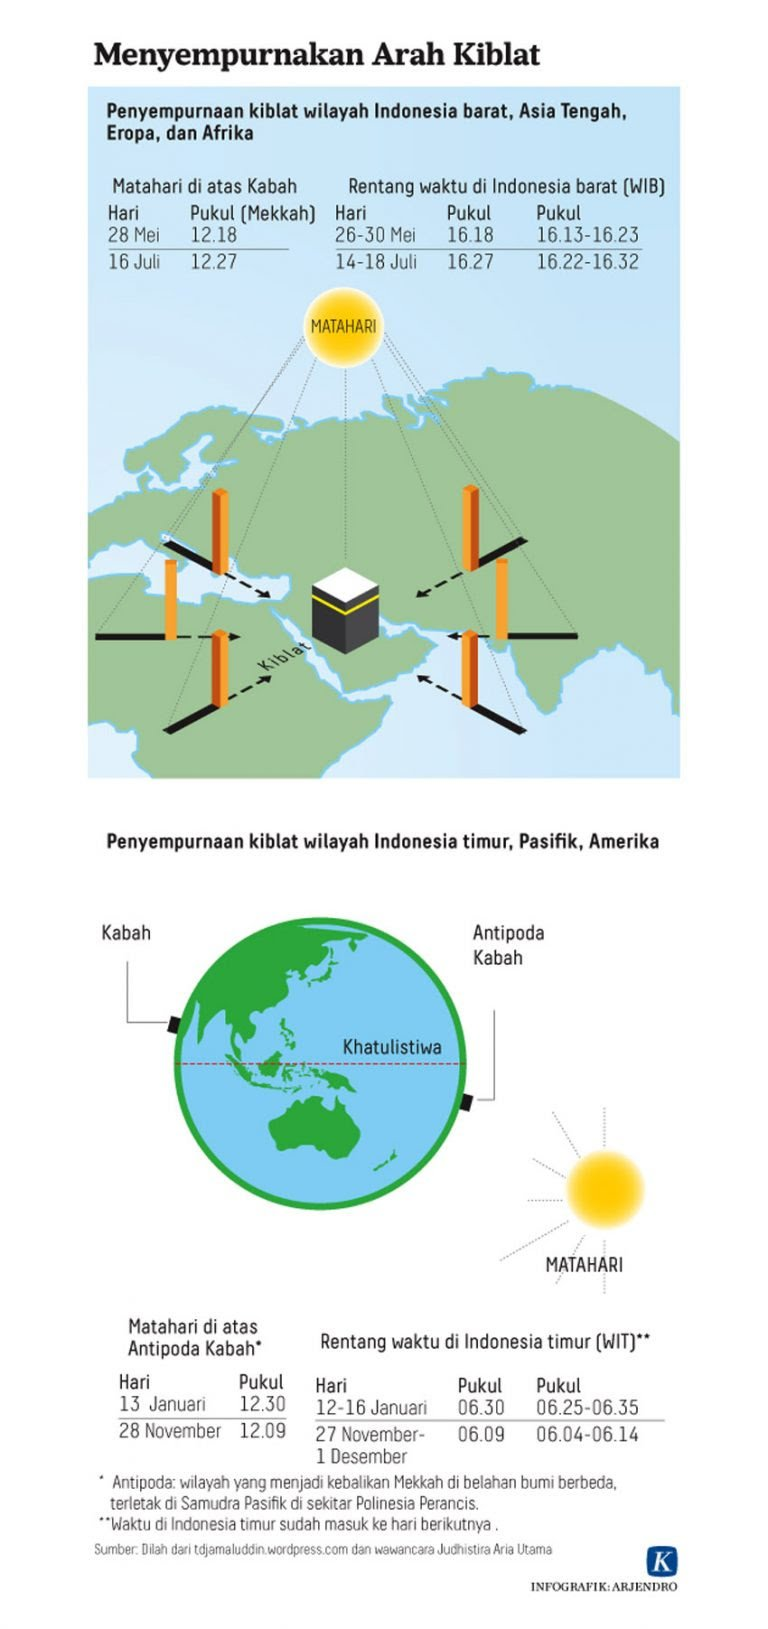 Menyempurnakan Arah Kiblat
Penyempurnaan kiblat wilayah Indonesia barat, Asia Tengah,
Eropa, dan Afrika
Matahari di atas Kabah
Hari Pukul (Mekkah)
28 Mei 12.18
16 Juli 12.27
Rentang waktu di Indonesia barat (WIB)
Hari Pukul Pukul
26-30 Mei 16.18 16.13-16.23
14-18 Juli 16.27 16.22-16.32
MATAHARI
Kiblat
Penyempurnaan kiblat wilayah Indonesia timur, Pasifik, Amerika
Kabah
Antipoda
Kabah
Khatulistiwa
MATAHARI
Matahari di atas
Antipoda Kabah*
Hari Pukul
13 Januari 12.30
28 November 12.09
Rentang waktu di Indonesia timur (WIT)**
Hari Pukul Pukul
12-16 Januari 06.30 06.25-06.35
27 November- 06.09 06.04-06.14
1 Desember
* Antipoda: wilayah yang menjadi kebalikan Mekkah di belahan bumi berbeda,
terletak di Samudra Pasifik di sekitar Polinesia Perancis.
**Waktu di Indonesia timur sudah masuk ke hari berikutnya .
Sumber: Dilah dari tdjamaluddin.wordpress.com dan wawancara Judhistira Aria Utama
K
INFOGRAFIK: ARJENDRO